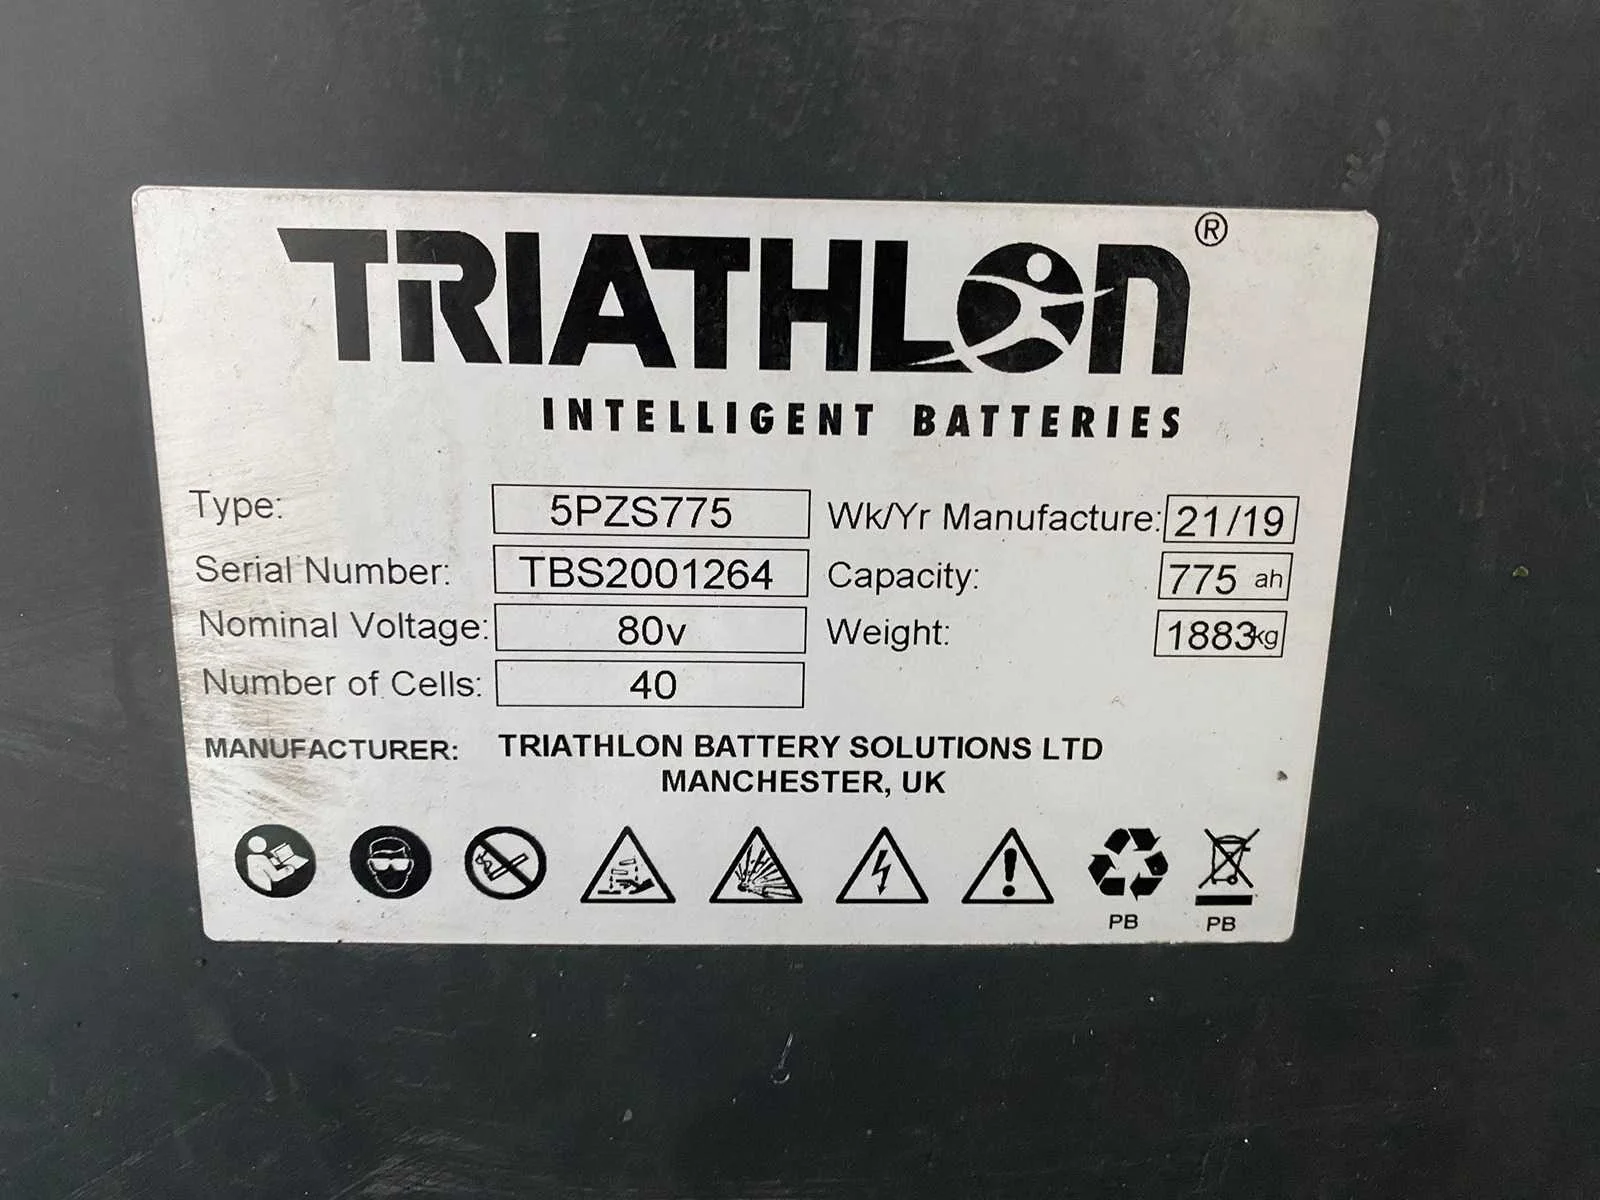 TRIATHLON ®
INTELLIGENT BATTERIES
Type: 5PZS775 Wk/Yr Manufacture: 21/19
Serial Number: TBS2001264 Capacity: 775 ah
Nominal Voltage: 80v Weight: 1883kg
Number of Cells: 40
MANUFACTURER: TRIATHLON BATTERY SOLUTIONS LTD
MANCHESTER, UK
PB PB